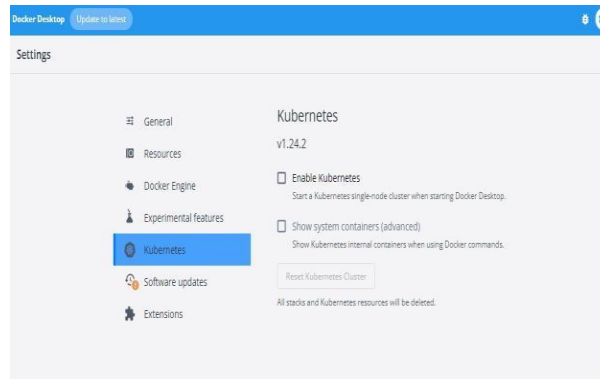 Docker Desktop Update to latest
Settings
General
Resources
Docker Engine
Experimental features
Kubernetes
Software updates
Extensions
Kubernetes
v1.24.2
Enable Kubernetes
Start a Kubernetes single-node cluster when starting Docker Desktop.
Show system containers (advanced)
Show Kubernetes internal containers when using Docker commands.
Reset Kubernetes Cluster
All stacks and Kubernetes resources will be deleted.